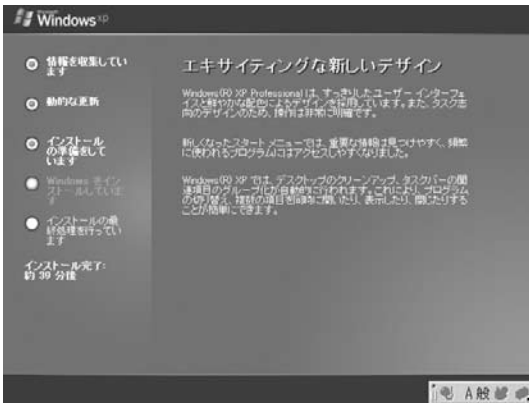 Microsoft
Windows xp
情報を収集してい
ます
動的な更新
インストール
の準備をして
います
Windows をイン
ストールしていま
す
インストールの最
終処理を行ってい
ます
インストール完了:
約 39 分後
エキサイティングな新しいデザイン
Windows(R) XP Professional は、すっきりしたユーザー インターフェ
イスと鮮やかな配色によるデザインを採用しています。また、タスク志
向のデザインのため、操作は非常に明確です。
新しくなったスタート メニューでは、重要な情報は見つけやすく、頻繁
に使われるプログラムにはアクセスしやすくなりました。
Windows(R) XP では、デスクトップのクリーンアップ、タスクバーの関
連項目のグループ化が自動的に行われます。これにより、プログラム
の切り替え、複数の項目を同時に開いたり、表示したり、閉じたりする
ことが簡単にできます。
A 般